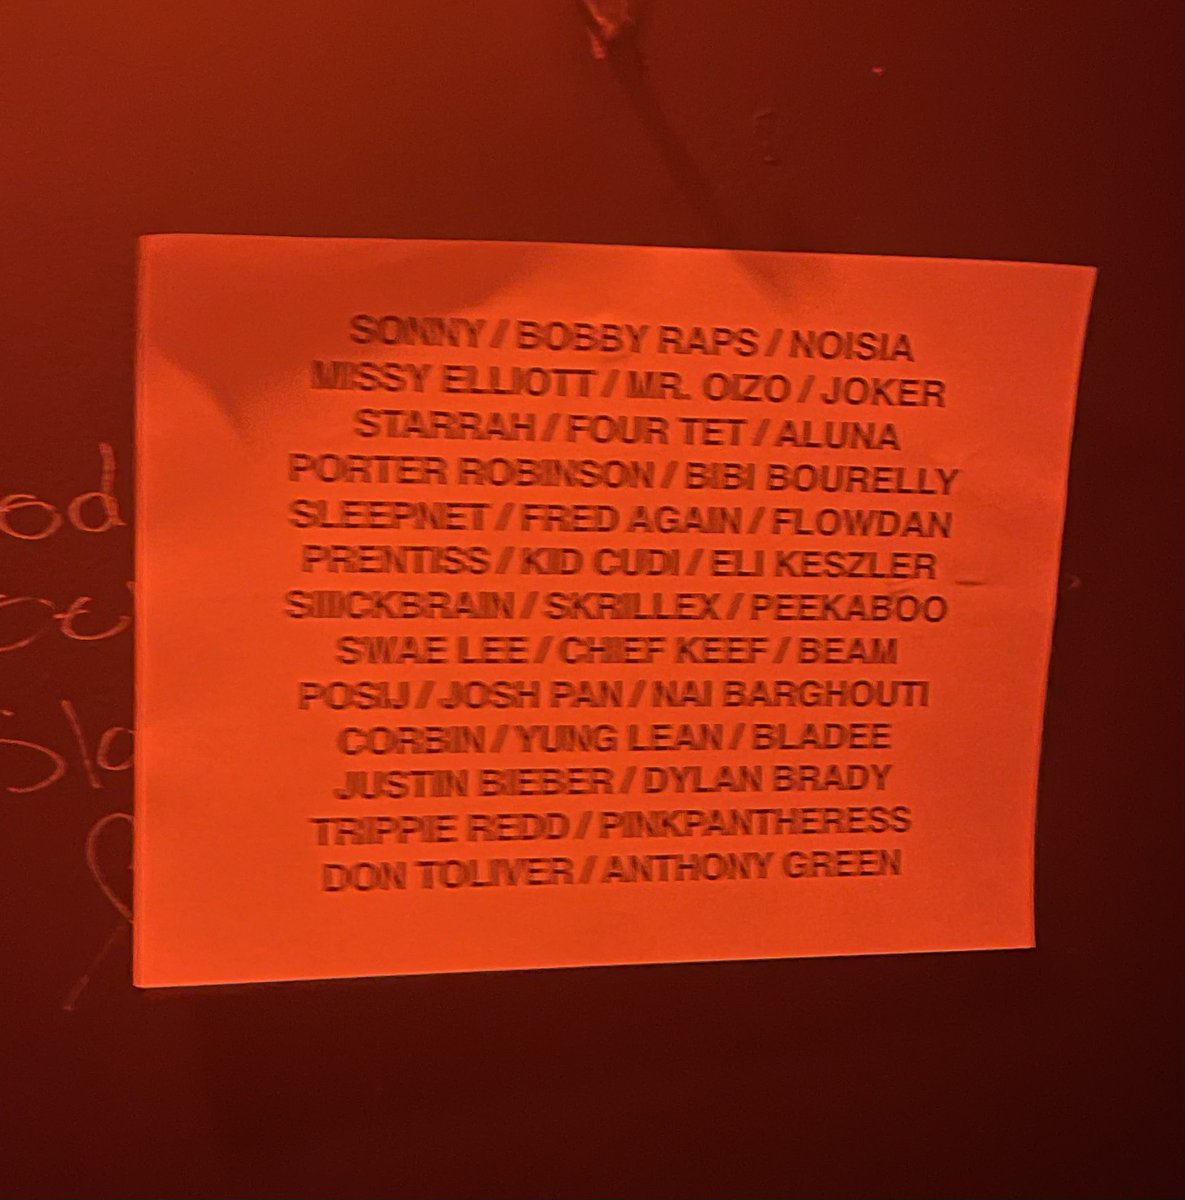 SONNY / BOBBY RAPS / NOISIA
MISSY ELLIOTT / MR. OIZO / JOKER
STARRAH / FOUR TET / ALUNA
PORTER ROBINSON / BIBI BOURELLY
SLEEPNET / FRED AGAIN / FLOWDAN
PRENTISS / KID CUDI / ELI KESZLER
SIIICKBRAIN / SKRILLEX / PEEKABOO
SWAE LEE / CHIEF KEEF / BEAM
POSIJ / JOSH PAN / NAI BARGHOUTI
CORBIN / YUNG LEAN / BLADEE
JUSTIN BIEBER / DYLAN BRADY
TRIPPIE REDD / PINKPANTHERESS
DON TOLIVER / ANTHONY GREEN